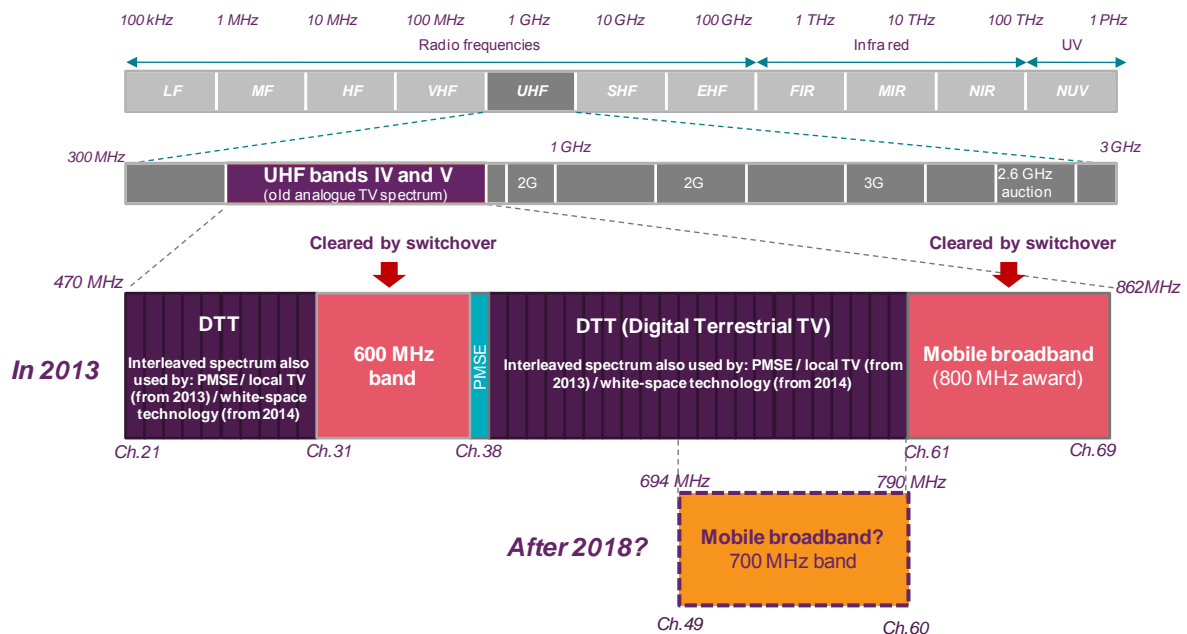 100 kHz 1 MHz 10 MHz 100 MHz 1 GHz 10 GHz 100 GHz 1 THz 10 THz 100 THz 1 PHz
Radio frequencies Infra red UV
LF MF HF VHF UHF SHF EHF FIR MIR NIR NUV
300 MHz 1 GHz 3 GHz
UHF bands IV and V
(old analogue TV spectrum)
2G 2G 3G
2.6 GHz
auction
Cleared by switchover Cleared by switchover
470 MHz 862MHz
In 2013
DTT
Interleaved spectrum also
used by: PMSE / local TV
(from 2013) / white-space
technology (from 2014)
600 MHz
band
PMSE
DTT (Digital Terrestrial TV)
Interleaved spectrum also used by: PMSE / local TV (from
2013) / white-space technology (from 2014)
Mobile broadband
(800 MHz award)
Ch.21 Ch.31 Ch.38 Ch.61 Ch.69
694 MHz 790 MHz
After 2018?
Mobile broadband?
700 MHz band
Ch.49 Ch.60